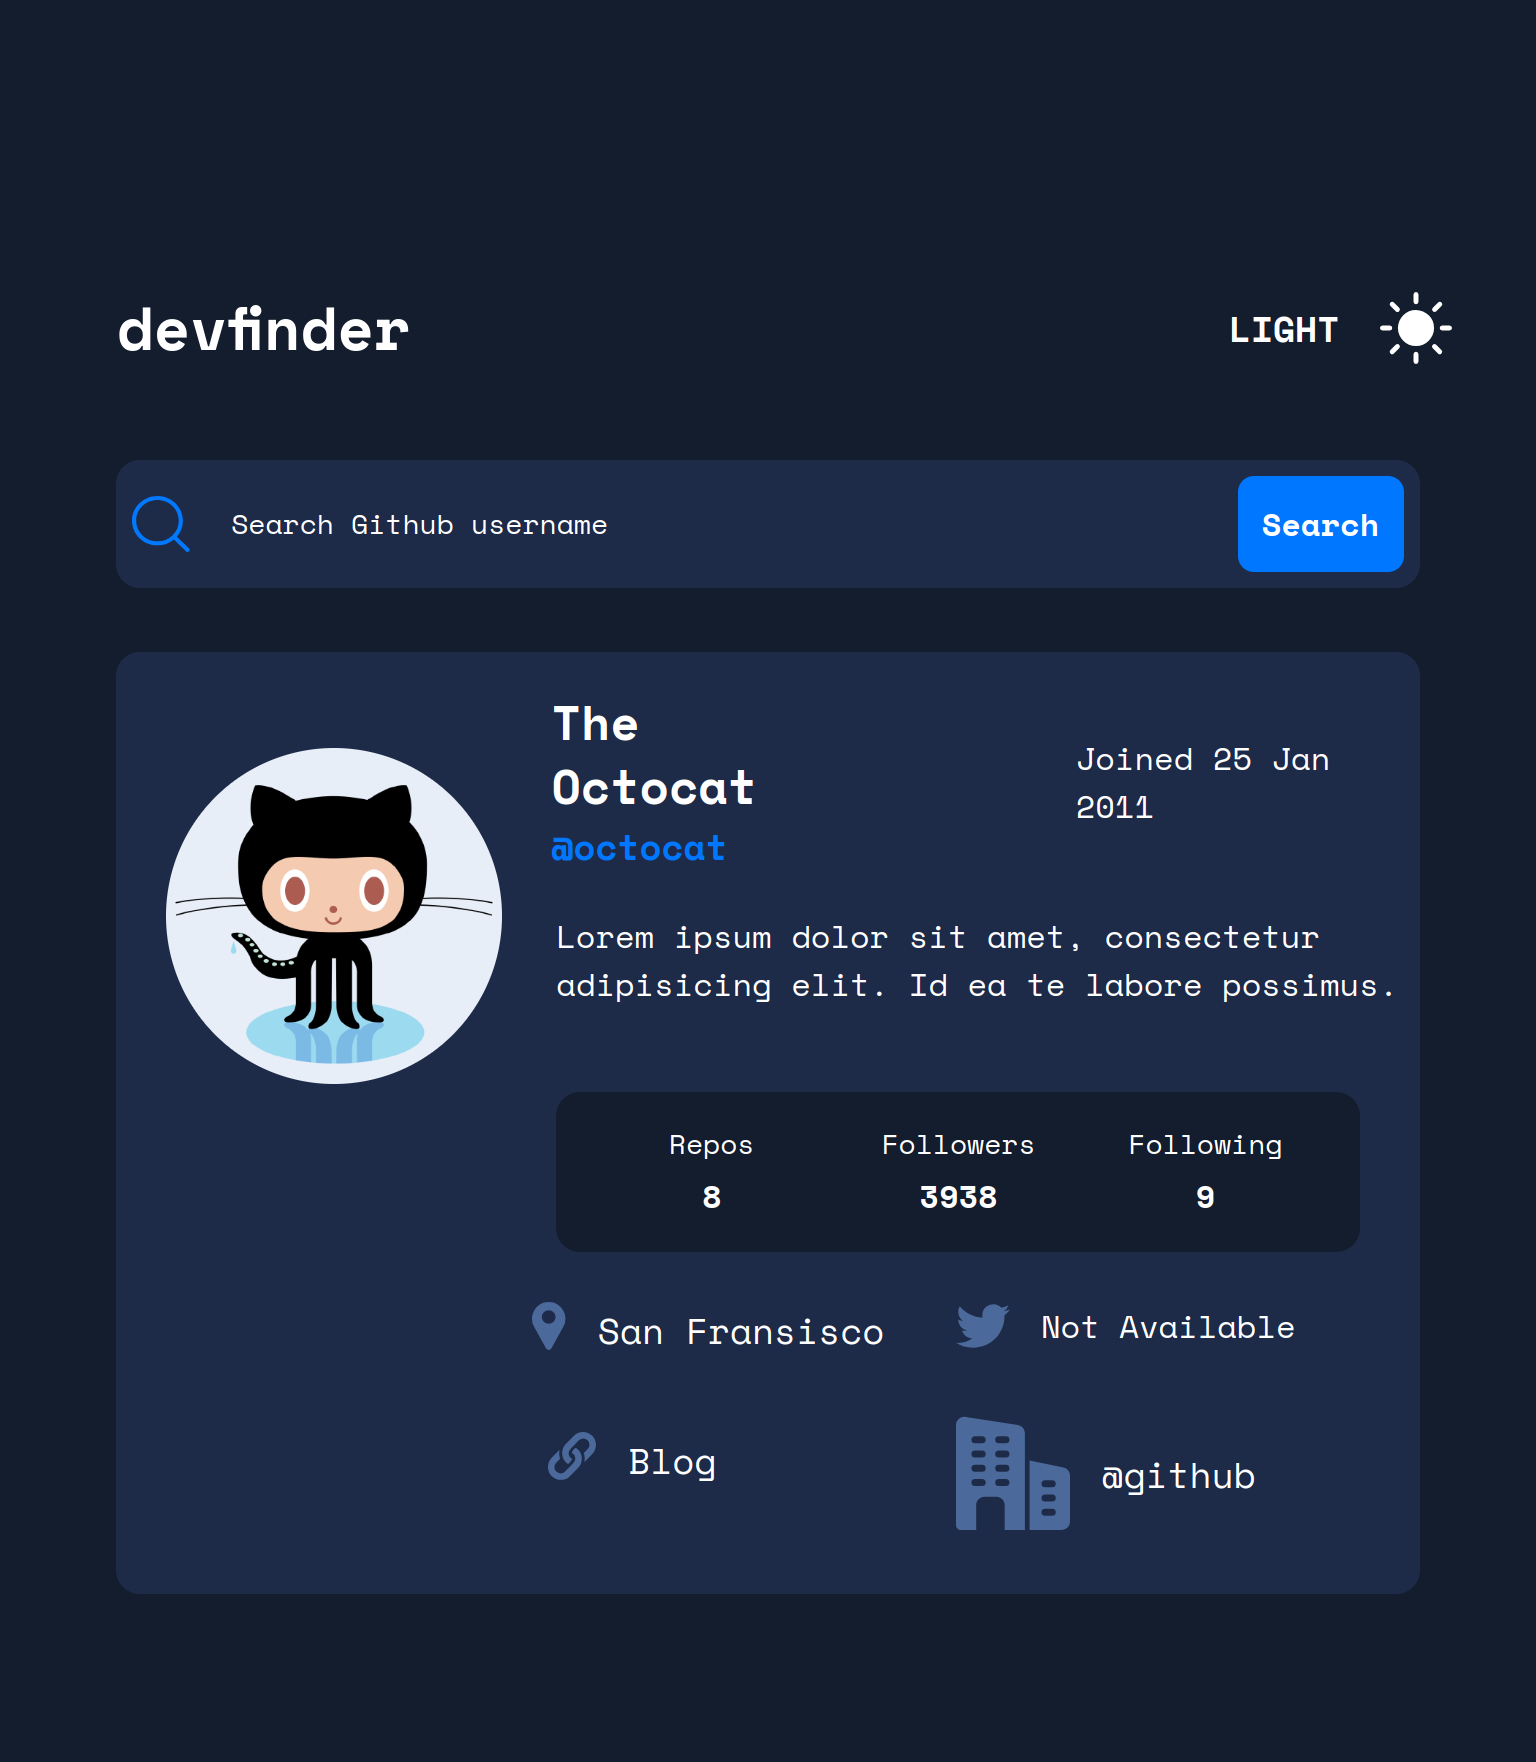 devfinder
LIGHT
Search Github username
Search
The
Octocat
@octocat
Joined 25 Jan
2011
Lorem ipsum dolor sit amet, consectetur
adipisicing elit. Id ea te labore possimus.
Repos
Followers
Following
8
3938
9
San Fransisco
Not Available
Blog
@github